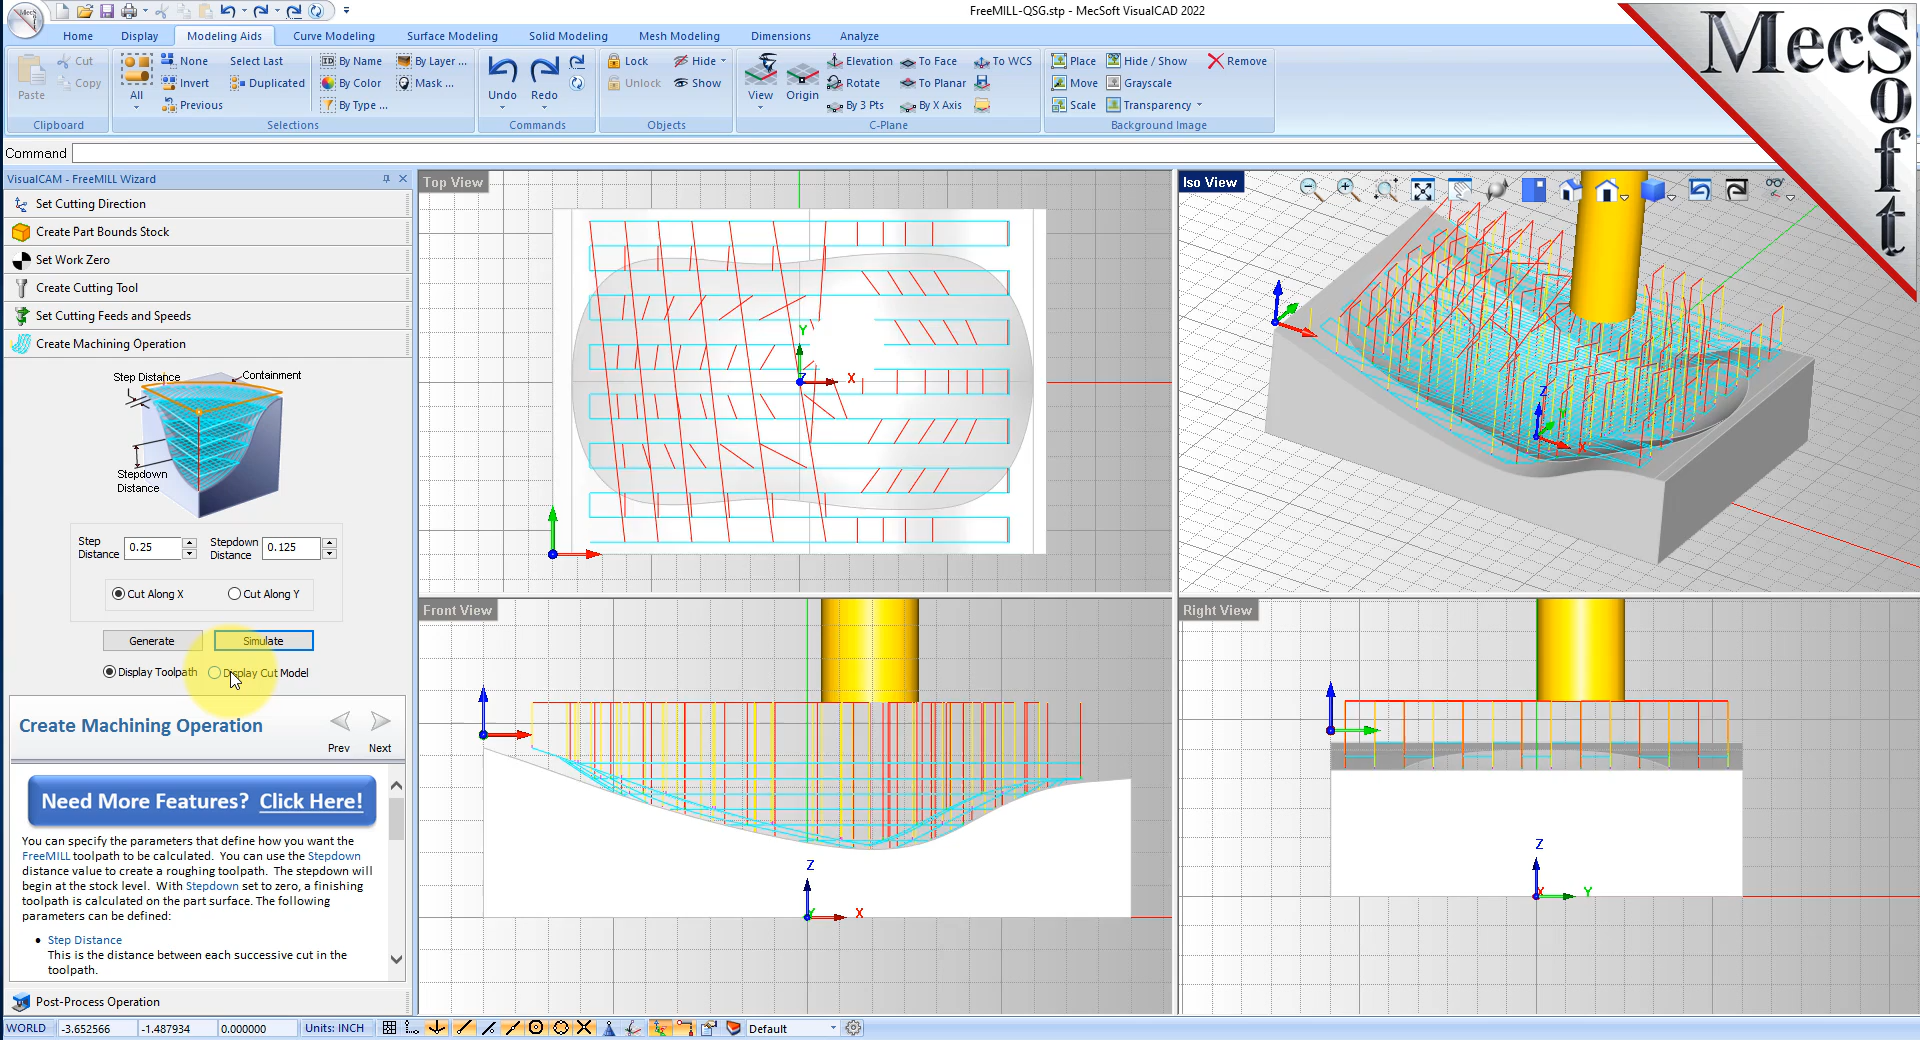 FreeMILL-QSG.stp - MecSoft VisualCAD 2022
Home Display Modeling Aids Curve Modeling Surface Modeling Solid Modeling Mesh Modeling Dimensions Analyze
Paste Cut Copy
Clipboard
All None Invert Previous Select Last Duplicated By Name By Color By Type ... By Layer ... Mask ...
Selections
Undo Redo
Commands
Lock Unlock Hide Show
Objects
View Origin Elevation Rotate By 3 Pts To Face To Planar By X Axis To WCS
C-Plane
Place Move Scale Hide / Show Grayscale Transparency Remove
Background Image
MecSoft
Command
VisualCAM - FreeMILL Wizard
Set Cutting Direction
Create Part Bounds Stock
Set Work Zero
Create Cutting Tool
Set Cutting Feeds and Speeds
Create Machining Operation
Step Distance
Containment
Stepdown
Distance
Step
Distance
0.25
Stepdown
Distance
0.125
Cut Along X
Cut Along Y
Generate
Simulate
Display Toolpath
Display Cut Model
Create Machining Operation
Prev
Next
Need More Features? Click Here!
You can specify the parameters that define how you want the
FreeMILL toolpath to be calculated. You can use the Stepdown
distance value to create a roughing toolpath. The stepdown will
begin at the stock level. With Stepdown set to zero, a finishing
toolpath is calculated on the part surface. The following
parameters can be defined:
• Step Distance
This is the distance between each successive cut in the
toolpath.
Post-Process Operation
Top View
Y
Z
X
Iso View
Z
Y
X
Front View
Z
Y
X
Right View
Z
X
Y
WORLD -3.652566 -1.487934 0.000000 Units: INCH Default